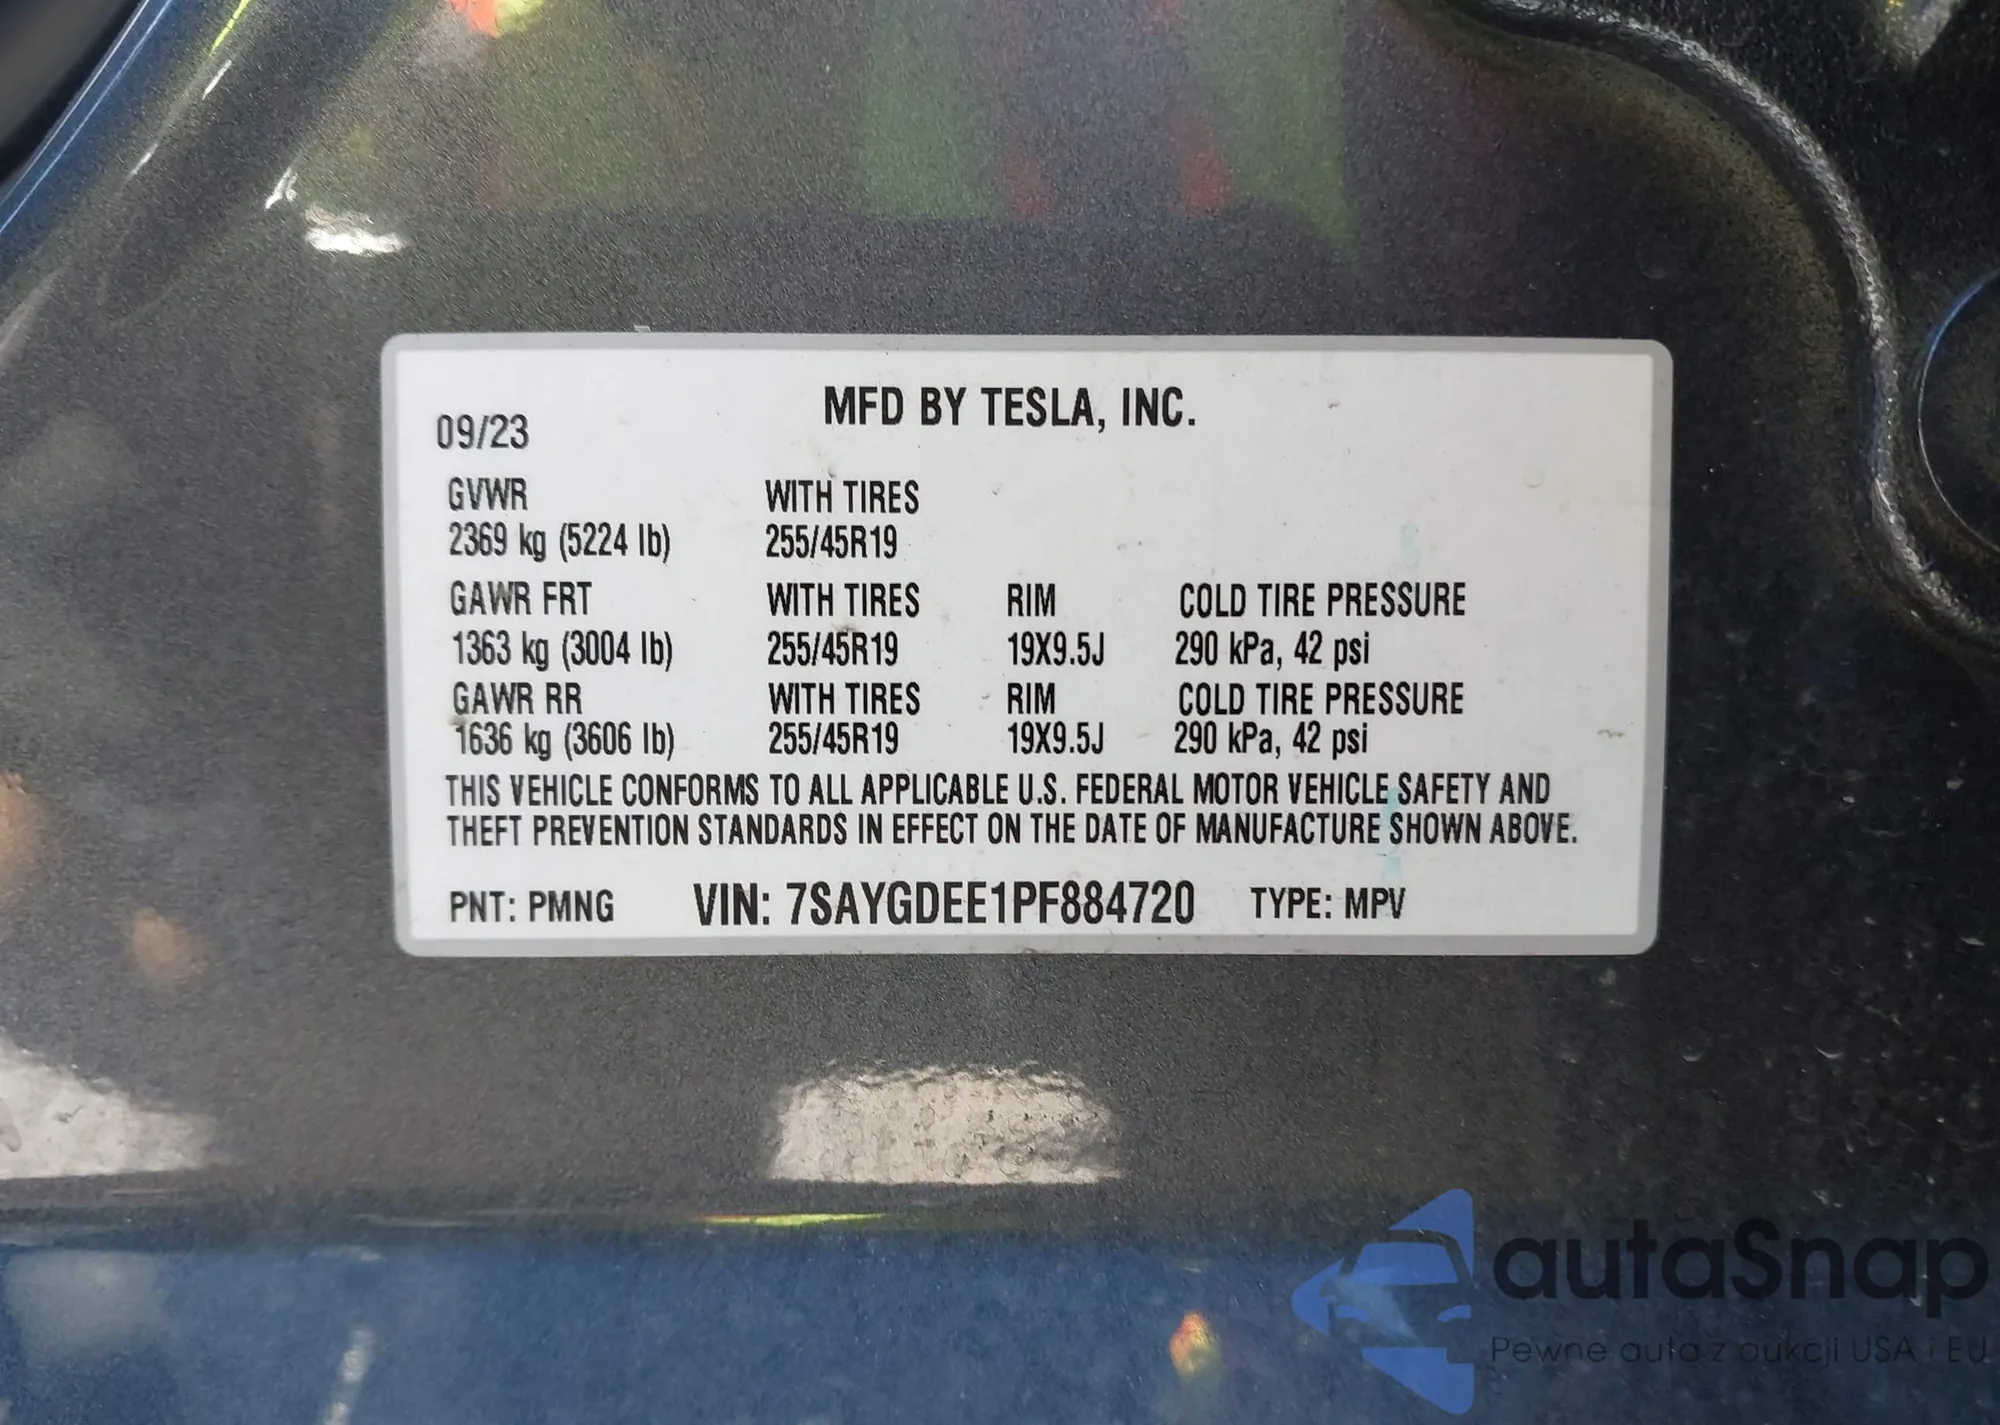 MFD BY TESLA, INC.
09/23
GVWR WITH TIRES
2369 kg (5224 lb) 255/45R19
GAWR FRT WITH TIRES RIM COLD TIRE PRESSURE
1363 kg (3004 lb) 255/45R19 19X9.5J 290 kPa, 42 psi
GAWR RR WITH TIRES RIM COLD TIRE PRESSURE
1636 kg (3606 lb) 255/45R19 19X9.5J 290 kPa, 42 psi
THIS VEHICLE CONFORMS TO ALL APPLICABLE U.S. FEDERAL MOTOR VEHICLE SAFETY AND
THEFT PREVENTION STANDARDS IN EFFECT ON THE DATE OF MANUFACTURE SHOWN ABOVE.
PNT: PMNG VIN: 7SAYGDEE1PF884720 TYPE: MPV
autaSnap
Pewne auta z aukcji USA i EU